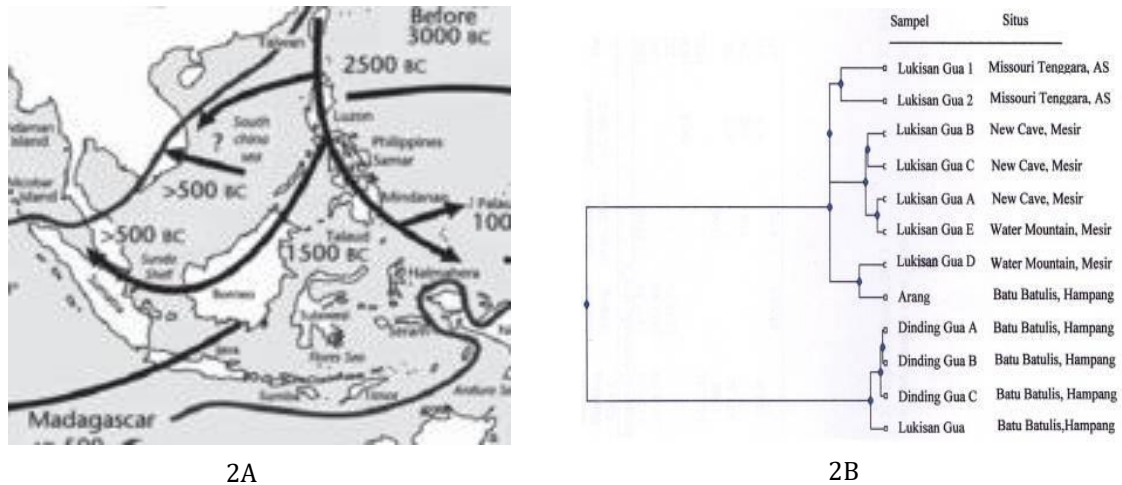 Before
3000 BC
Taiwan
2500 BC
Luzon
?
South
china
sea
Philippines
Samar
>500 BC
Mindanao
Palau
100
>500 BC
Sunda
Shelf
1500 BC
Talaud
Halmahera
Borneo
Sulawesi
Seram
Java
Flores Sea
Sumba
Timor
Madagascar
2A
Sampel Situs
Lukisan Gua 1 Missouri Tenggara, AS
Lukisan Gua 2 Missouri Tenggara, AS
Lukisan Gua B New Cave, Mesir
Lukisan Gua C New Cave, Mesir
Lukisan Gua A New Cave, Mesir
Lukisan Gua E Water Mountain, Mesir
Lukisan Gua D Water Mountain, Mesir
Arang Batu Batulis, Hampang
Dinding Gua A Batu Batulis, Hampang
Dinding Gua B Batu Batulis, Hampang
Dinding Gua C Batu Batulis, Hampang
Lukisan Gua Batu Batulis,Hampang
2B